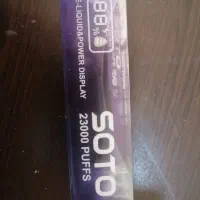 88%
E-LIQUID&POWER DISPLAY
SOTO
23000 PUFFS